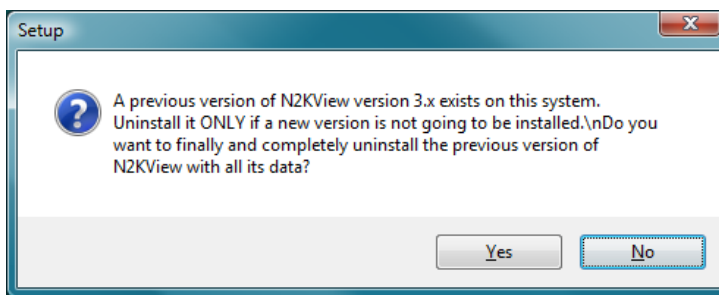 Setup
A previous version of N2KView version 3.x exists on this system.
Uninstall it ONLY if a new version is not going to be installed.\nDo you
want to finally and completely uninstall the previous version of
N2KView with all its data?
Yes
No